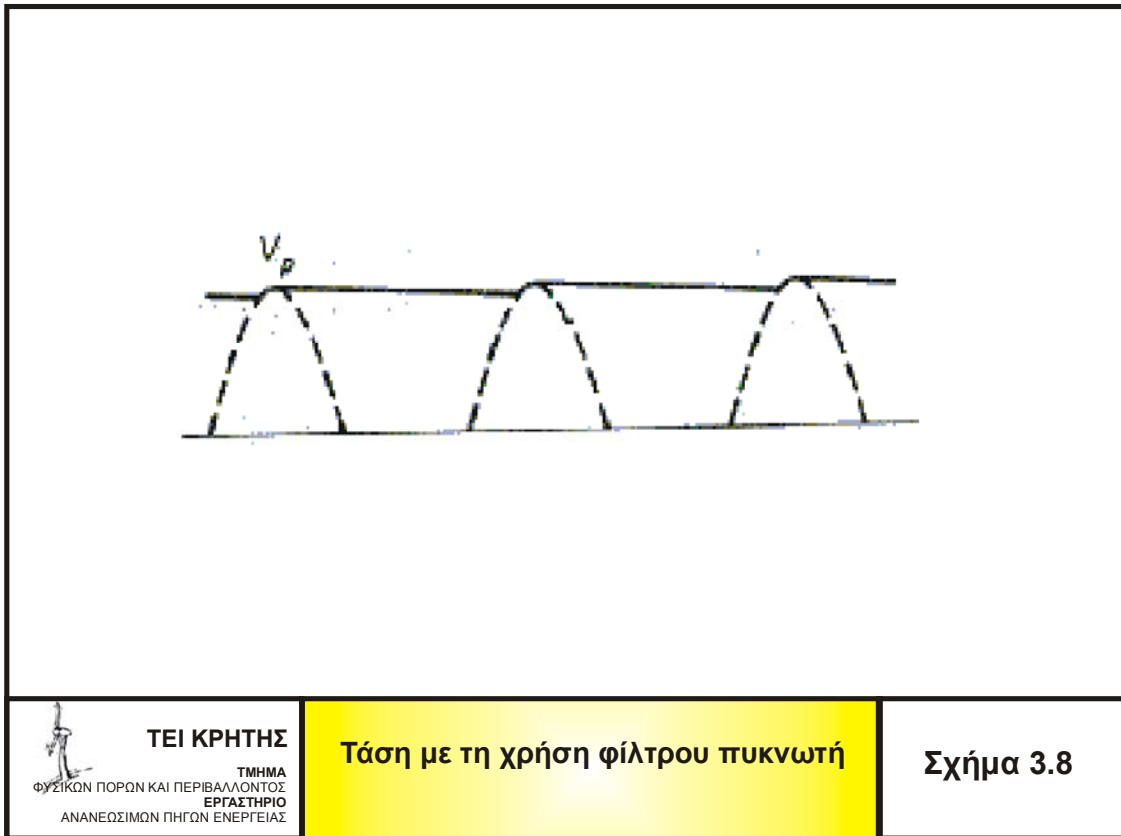 Vp
ΤΕΙ ΚΡΗΤΗΣ
ΤΜΗΜΑ
ΦΥΣΙΚΩΝ ΠΟΡΩΝ ΚΑΙ ΠΕΡΙΒΑΛΛΟΝΤΟΣ
ΕΡΓΑΣΤΗΡΙΟ
ΑΝΑΝΕΩΣΙΜΩΝ ΠΗΓΩΝ ΕΝΕΡΓΕΙΑΣ
Τάση με τη χρήση φίλτρου πυκνωτή
Σχήμα 3.8